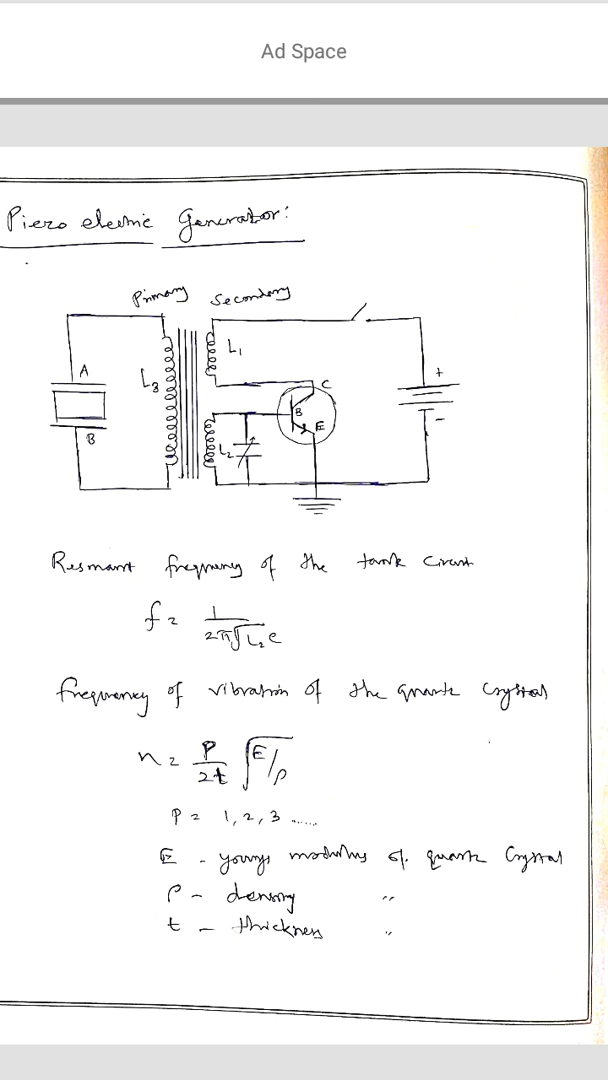 Ad Space
Piezo electric Generator:
Primary Secondary
A
L3
L1
C
B
E
+
-
B
L2
Resonant frequency of the tank circuit
f = 1/2π√L2C
frequency of vibration of the quartz crystal
n = P/2t √E/ρ
P = 1, 2, 3 ......
E - youngs modulus of quartz crystal
ρ - density "
t - thickness "